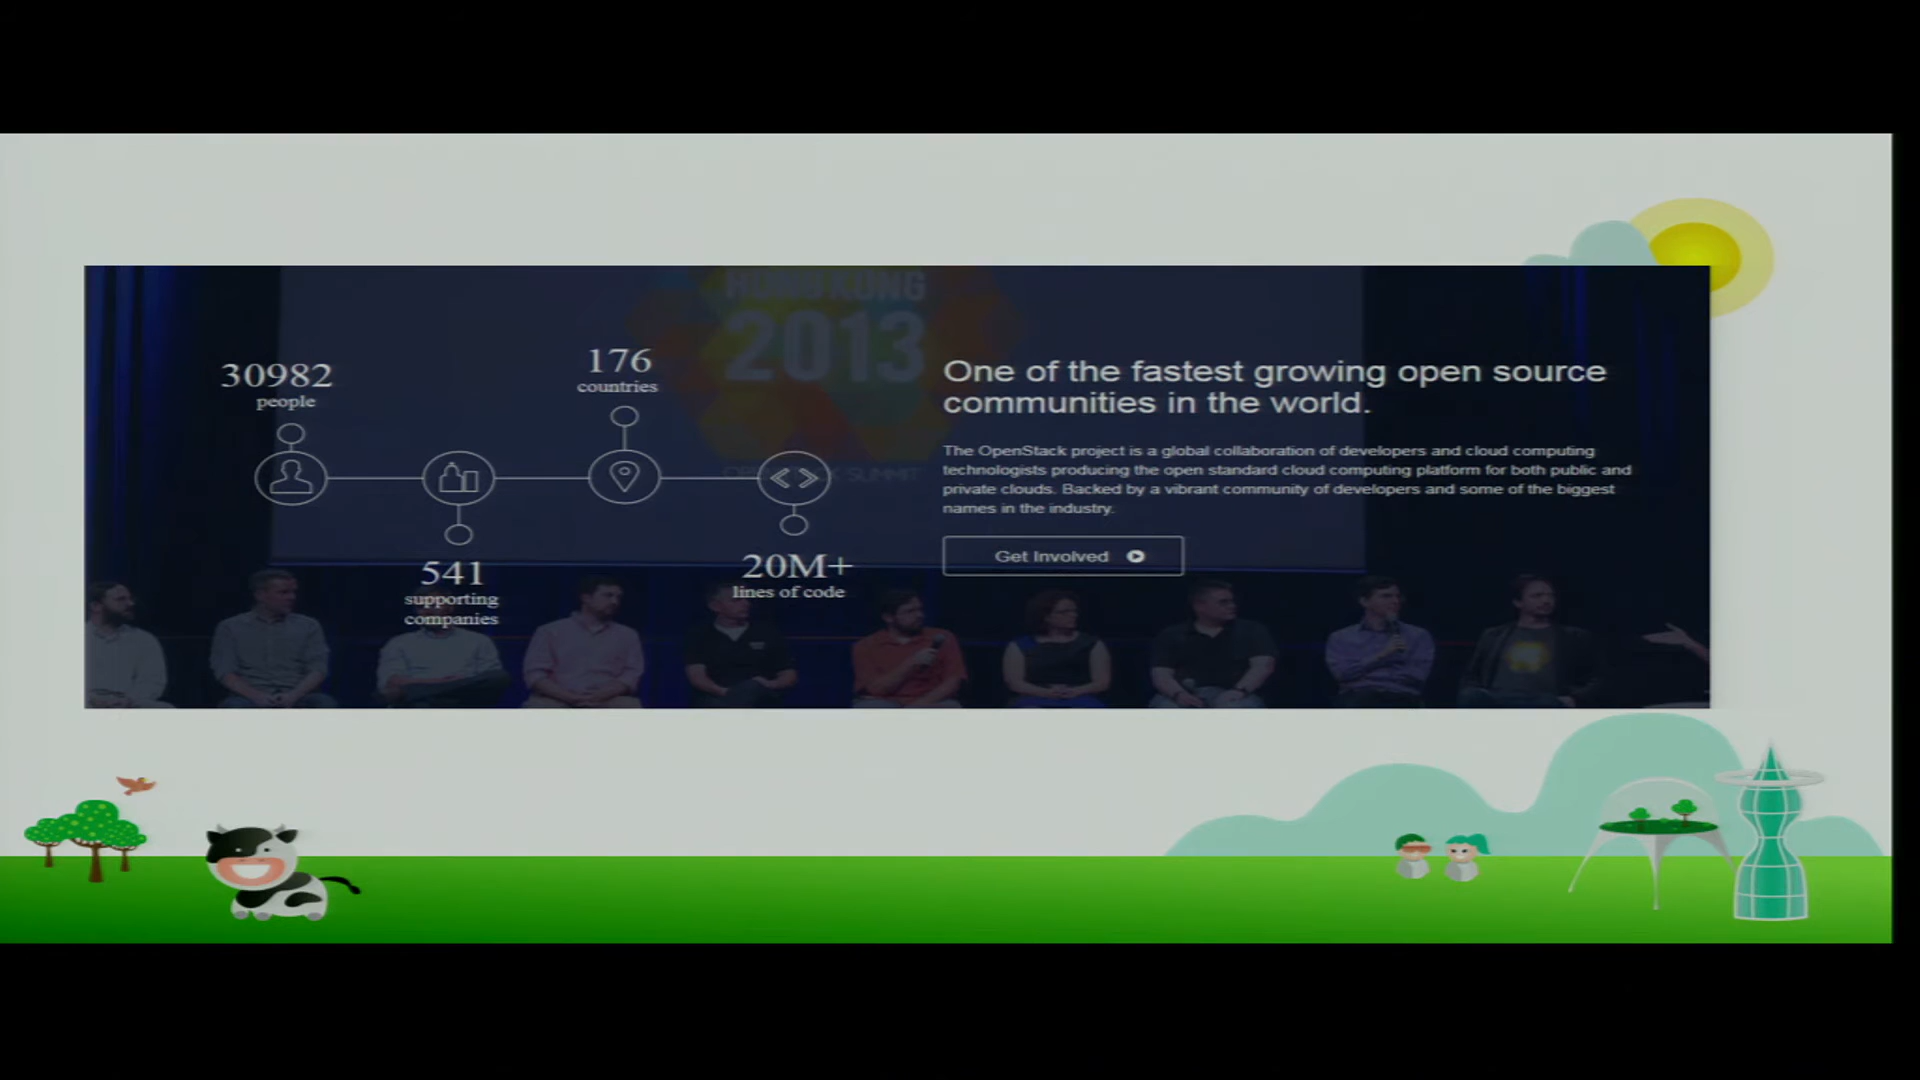 HONG KONG
2013
30982
people
176
countries
541
supporting
companies
20M+
lines of code
One of the fastest growing open source
communities in the world.
The OpenStack project is a global collaboration of developers and cloud computing
technologists producing the open standard cloud computing platform for both public and
private clouds. Backed by a vibrant community of developers and some of the biggest
names in the industry.
Get Involved
SUMMIT